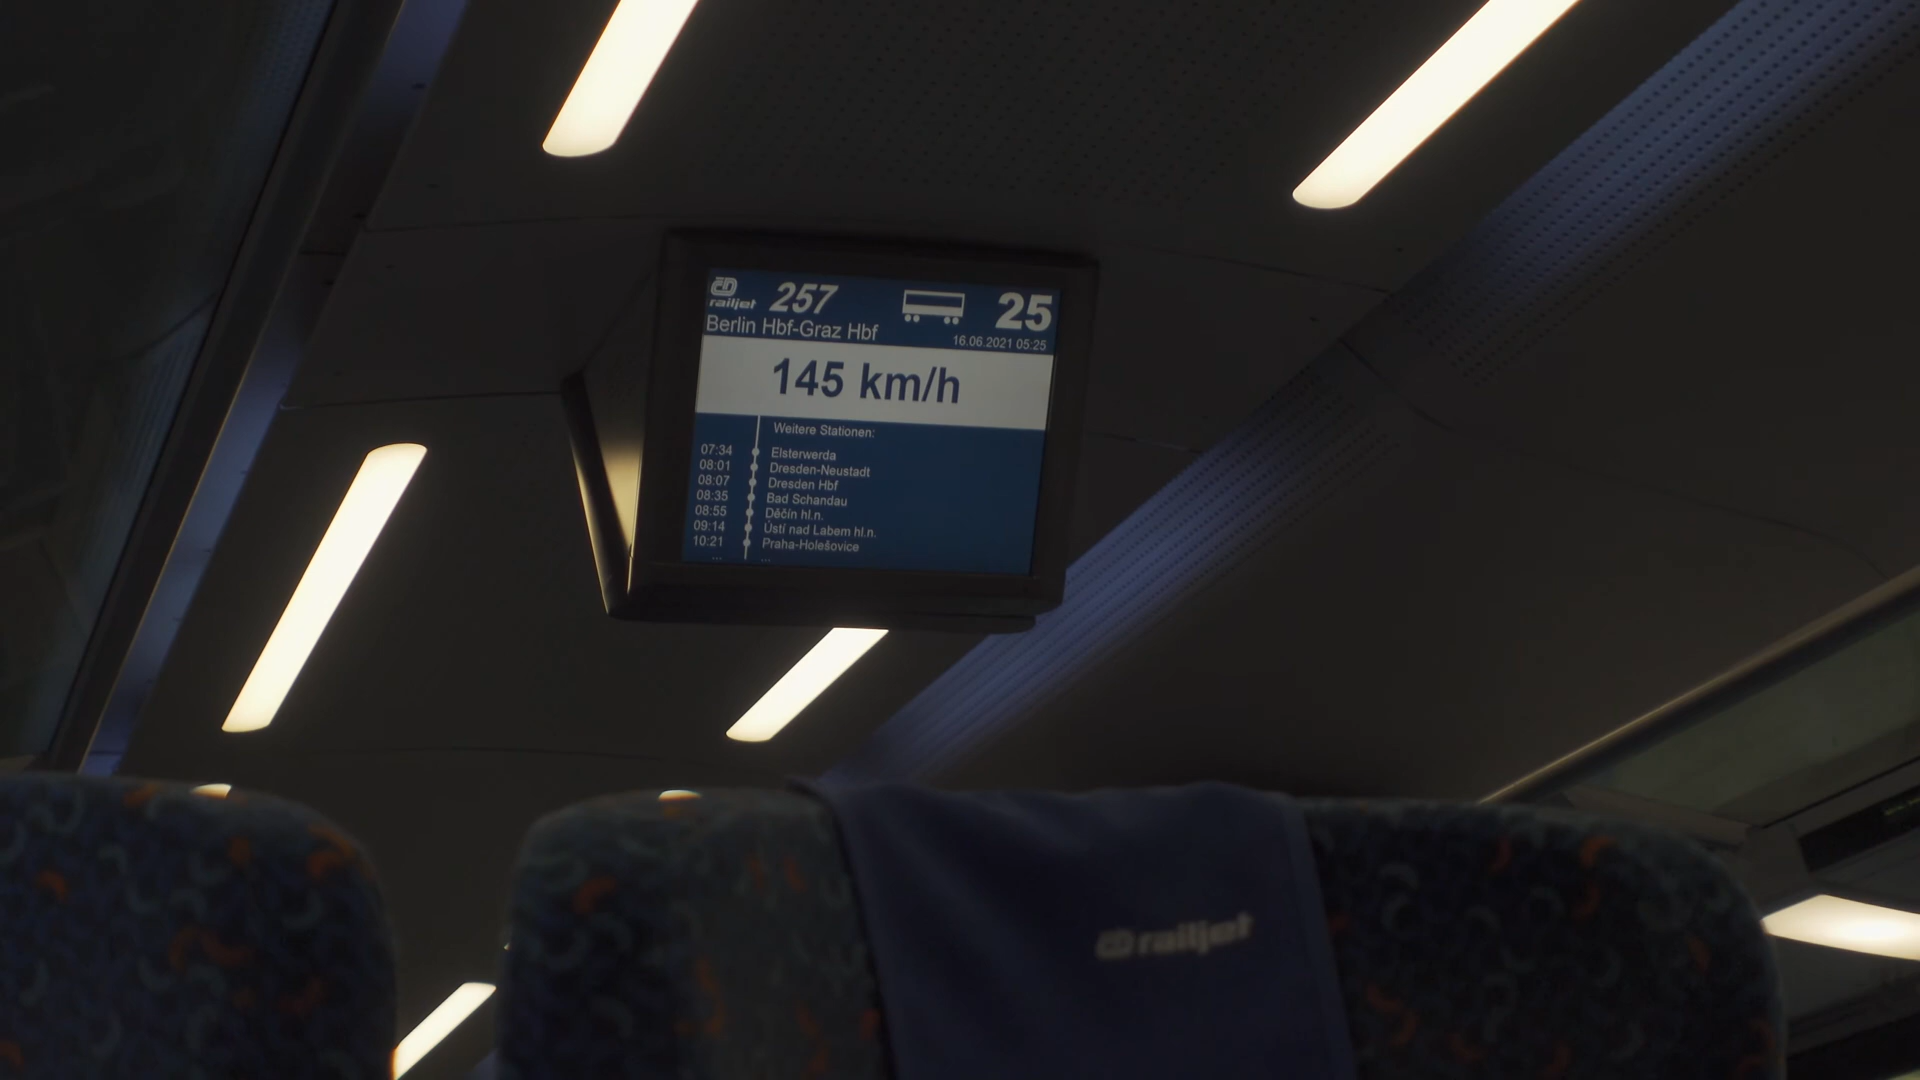 ČD railjet 257 25
Berlin Hbf-Graz Hbf
16.06.2021 05:25
145 km/h
Weitere Stationen:
07:34 Elsterwerda
08:01 Dresden-Neustadt
08:07 Dresden Hbf
08:35 Bad Schandau
08:55 Děčín hl.n.
09:14 Ústí nad Labem hl.n.
10:21 Praha-Holešovice
... ...
ČD railjet